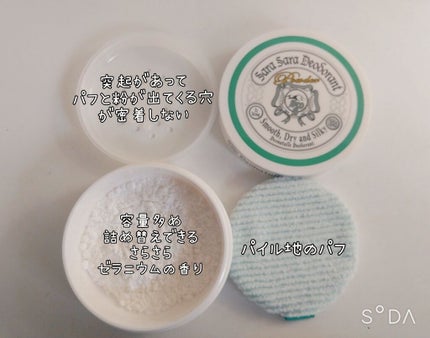 突起があって
パフと粉が出てくる穴
が密着しない
Sara Sara Deodorant
Powder
Smooth, Dry and Silky
容量多め
詰め替えできる
さらさら
ゼラニウムの香り
パイル地のパフ
SODA